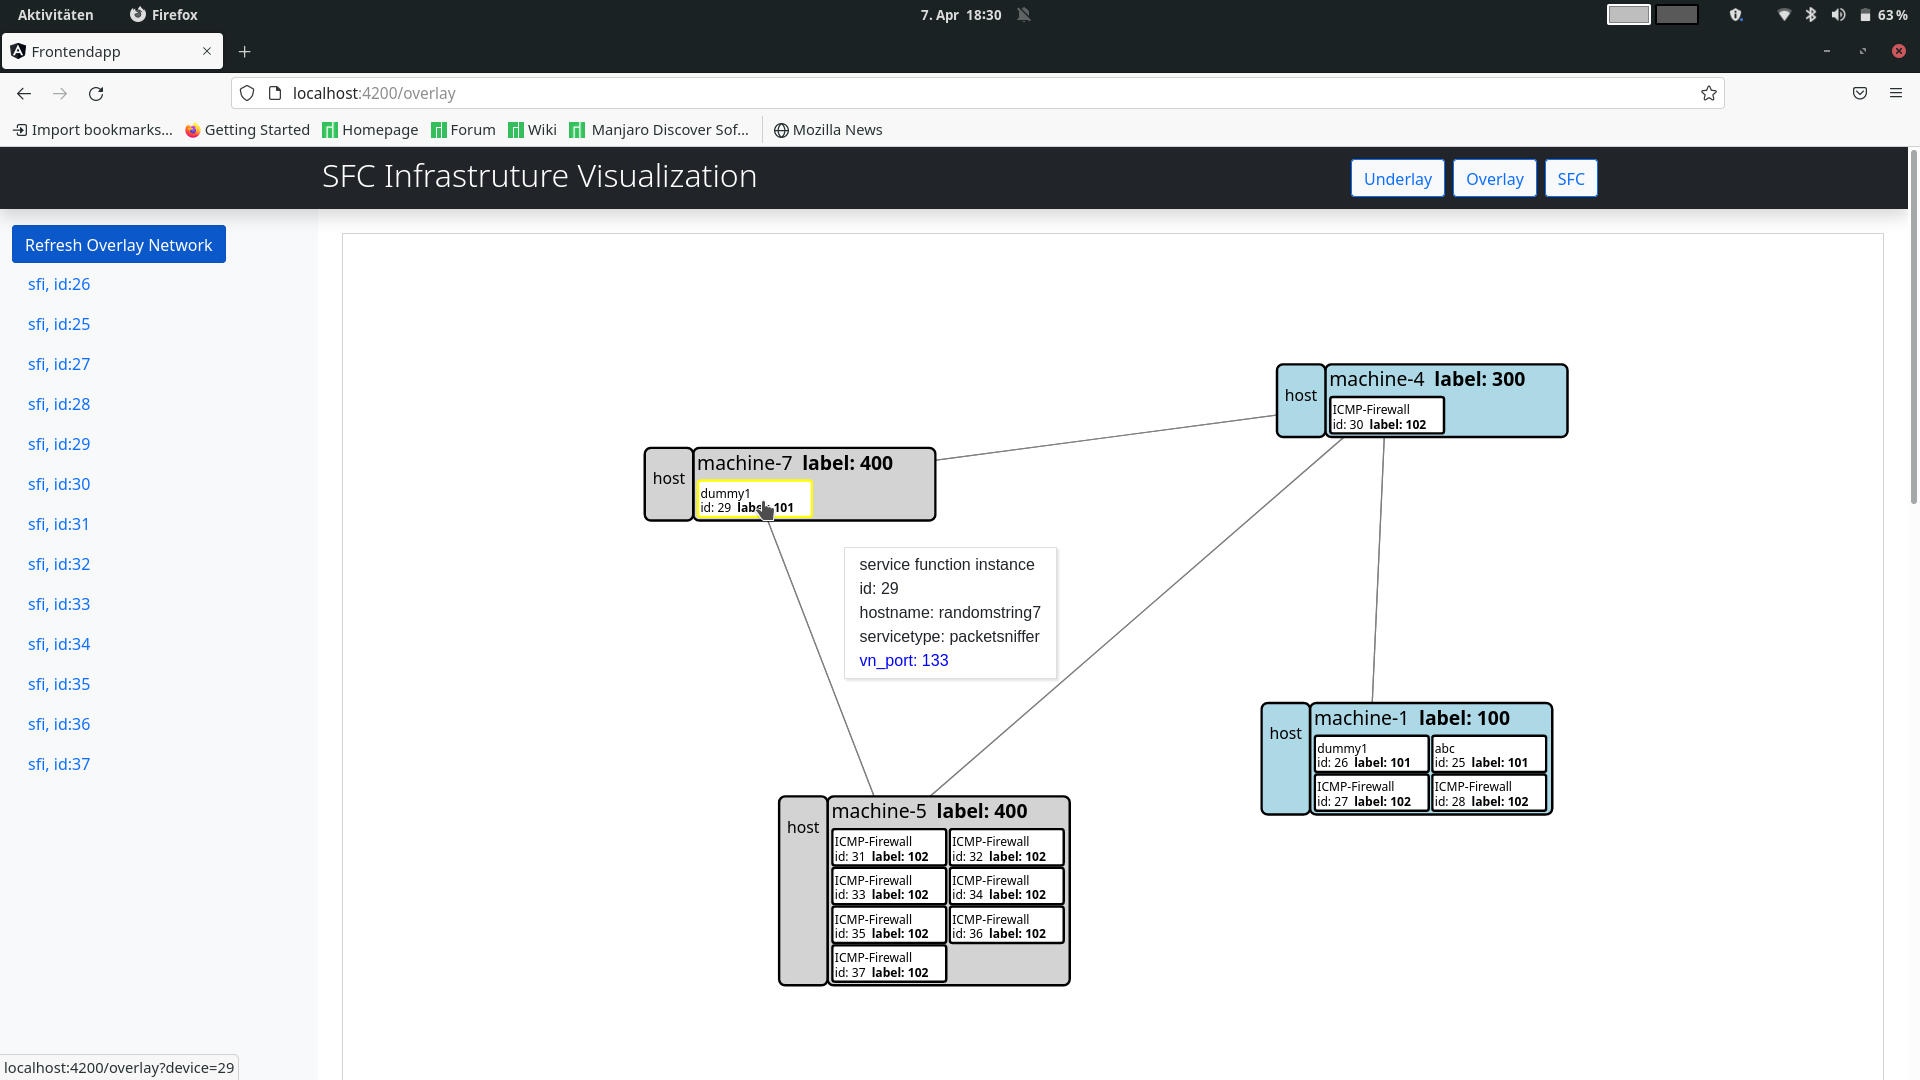 Aktivitäten Firefox 7. Apr 18:30 63 %
Frontendapp
localhost:4200/overlay
Import bookmarks... Getting Started Homepage Forum Wiki Manjaro Discover Sof... Mozilla News
SFC Infrastruture Visualization Underlay Overlay SFC
Refresh Overlay Network
sfi, id:26
sfi, id:25
sfi, id:27
sfi, id:28
sfi, id:29
sfi, id:30
sfi, id:31
sfi, id:32
sfi, id:33
sfi, id:34
sfi, id:35
sfi, id:36
sfi, id:37
host
machine-4 label: 300
ICMP-Firewall
id: 30 label: 102
host
machine-7 label: 400
dummy1
id: 29 label: 101
service function instance
id: 29
hostname: randomstring7
servicetype: packetsniffer
vn_port: 133
host
machine-1 label: 100
dummy1
id: 26 label: 101
abc
id: 25 label: 101
ICMP-Firewall
id: 27 label: 102
ICMP-Firewall
id: 28 label: 102
host
machine-5 label: 400
ICMP-Firewall
id: 31 label: 102
ICMP-Firewall
id: 32 label: 102
ICMP-Firewall
id: 33 label: 102
ICMP-Firewall
id: 34 label: 102
ICMP-Firewall
id: 35 label: 102
ICMP-Firewall
id: 36 label: 102
ICMP-Firewall
id: 37 label: 102
localhost:4200/overlay?device=29